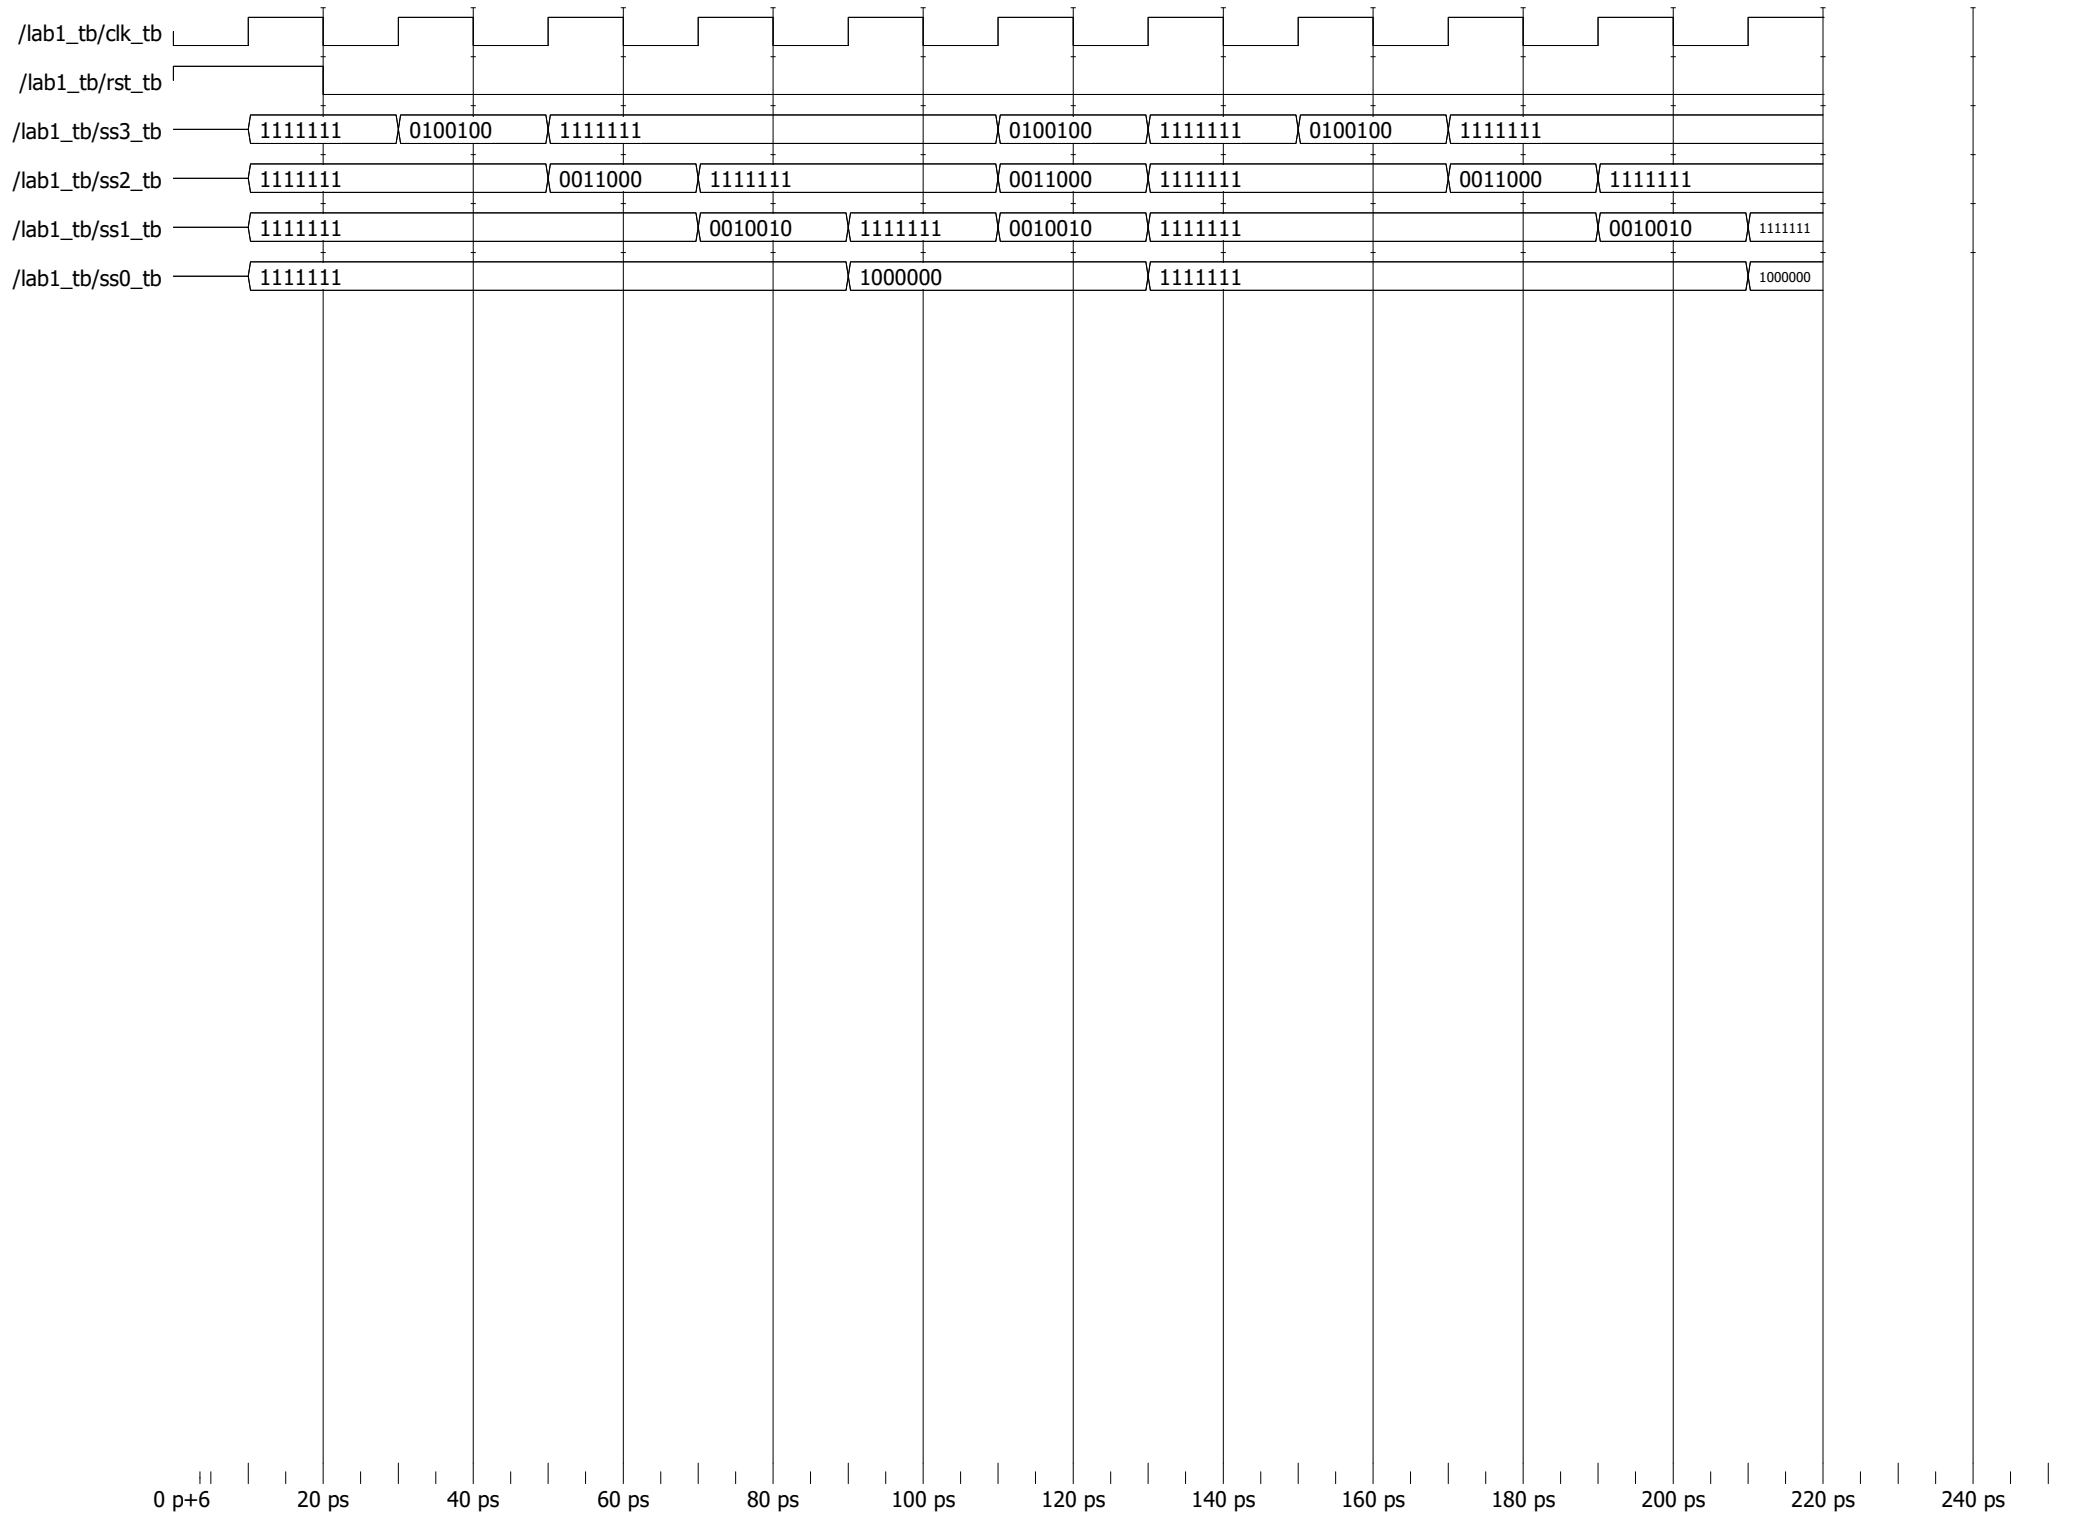 /lab1_tb/clk_tb
/lab1_tb/rst_tb
/lab1_tb/ss3_tb 1111111 0100100 1111111 0100100 1111111 0100100 1111111
/lab1_tb/ss2_tb 1111111 0011000 1111111 0011000 1111111 0011000 1111111
/lab1_tb/ss1_tb 1111111 0010010 1111111 0010010 1111111 0010010 1111111
/lab1_tb/ss0_tb 1111111 1000000 1111111 1000000
0 p+6 20 ps 40 ps 60 ps 80 ps 100 ps 120 ps 140 ps 160 ps 180 ps 200 ps 220 ps 240 ps